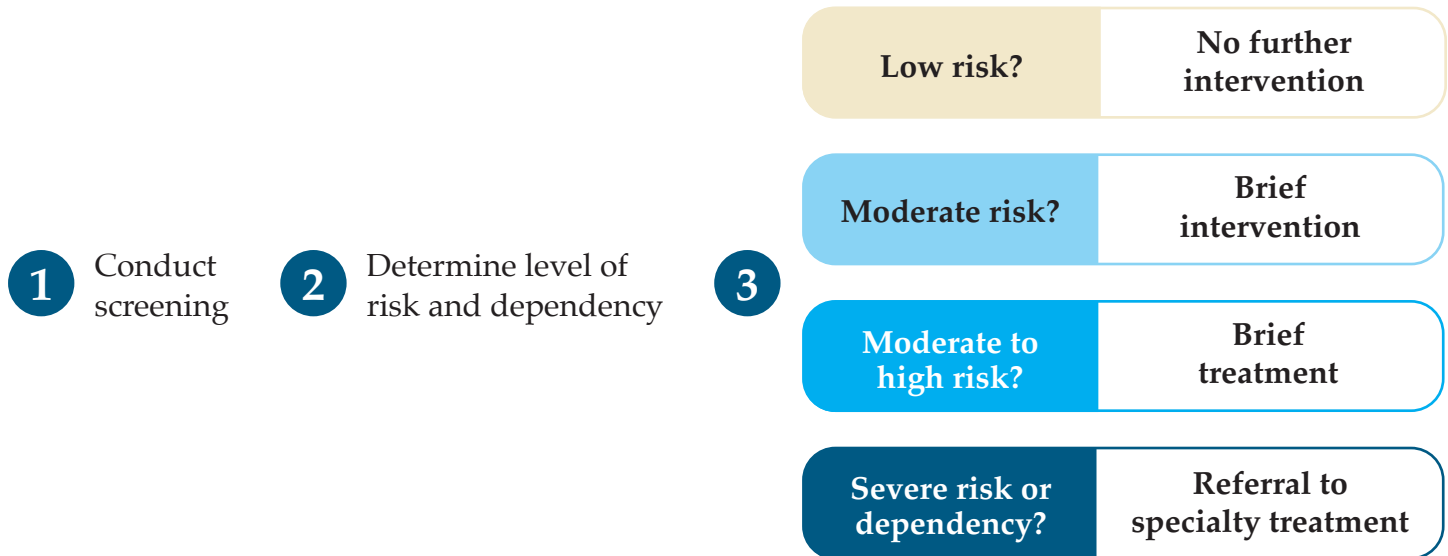 1
Conduct
screening
2
Determine level of
risk and dependency
3
Low risk?
No further
intervention
Moderate risk?
Brief
intervention
Moderate to
high risk?
Brief
treatment
Severe risk or
dependency?
Referral to
specialty treatment